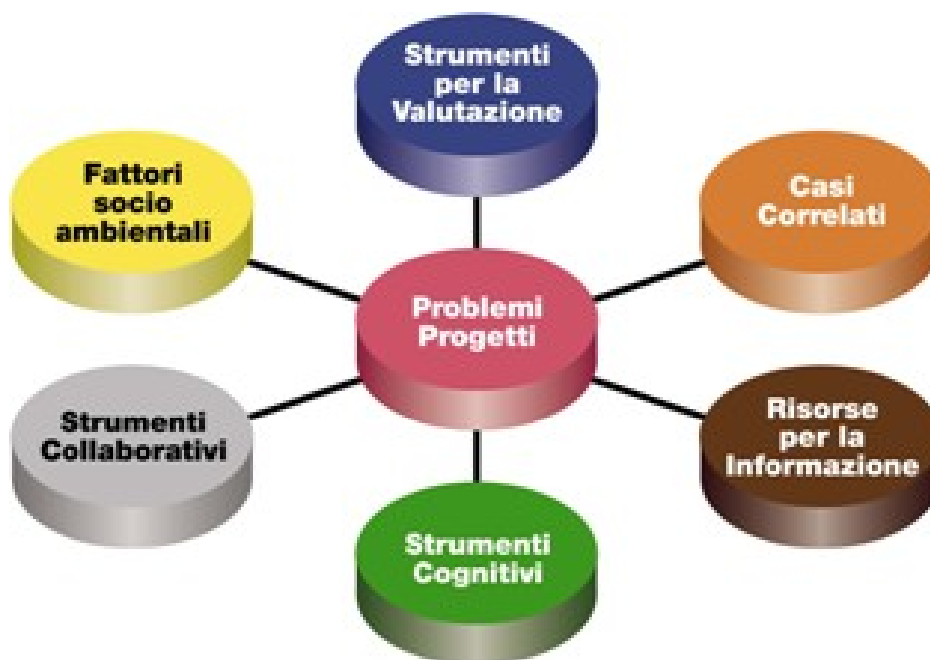 Strumenti
per la
Valutazione
Fattori
socio
ambientali
Casi
Correlati
Problemi
Progetti
Strumenti
Collaborativi
Risorse
per la
Informazione
Strumenti
Cognitivi